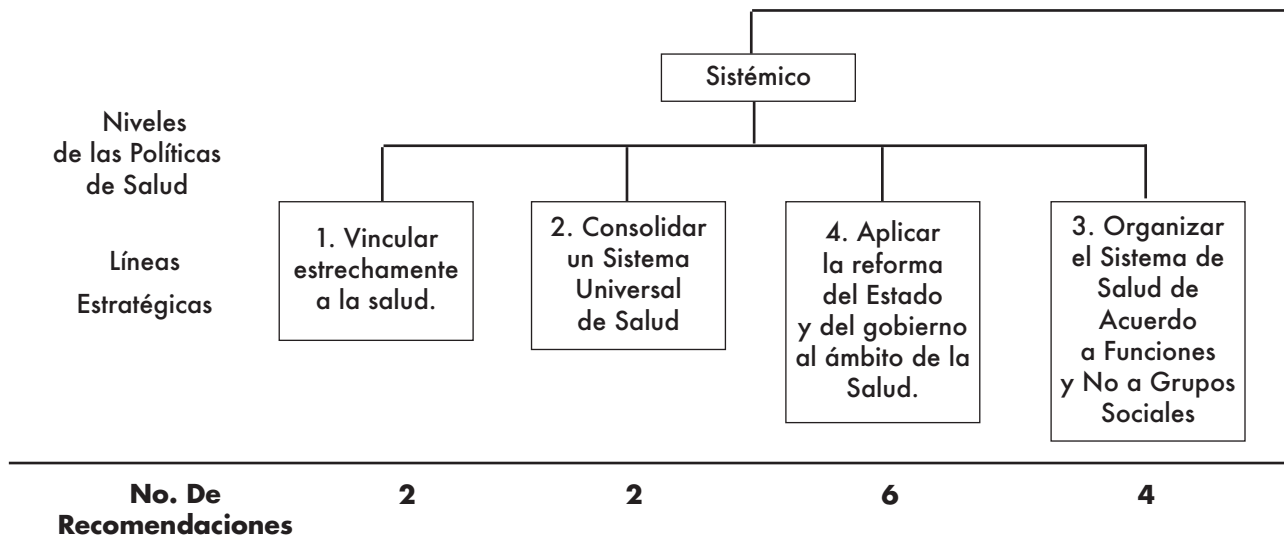 Sistémico
Niveles
de las Políticas
de Salud
Líneas
Estratégicas
1. Vincular
estrechamente
a la salud.
2. Consolidar
un Sistema
Universal
de Salud
4. Aplicar
la reforma
del Estado
y del gobierno
al ámbito de la
Salud.
3. Organizar
el Sistema de
Salud de
Acuerdo
a Funciones
y No a Grupos
Sociales
No. De
Recomendaciones
2
2
6
4